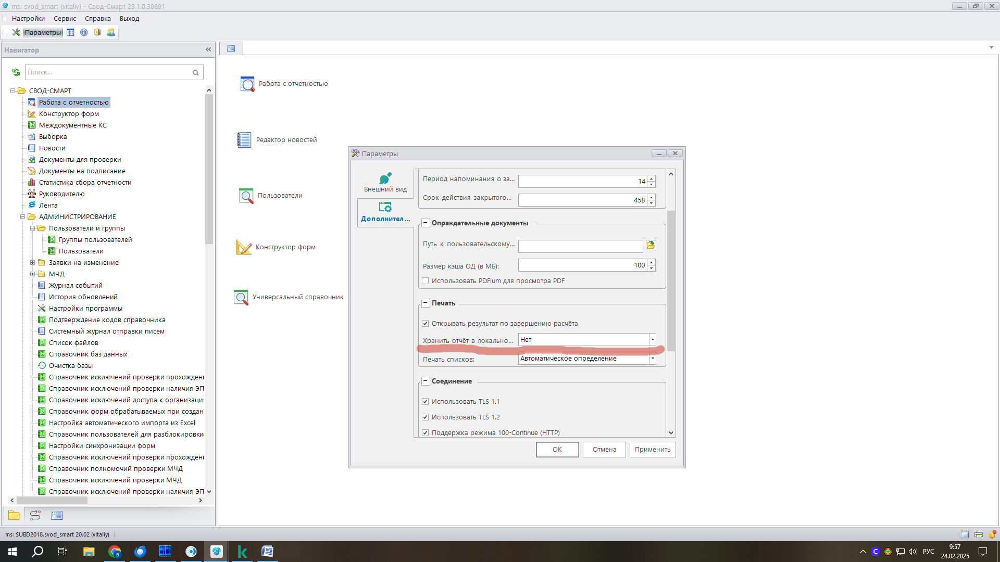 ms: svod_smart (vitaliy) - Свод-Смарт 23.1.0.38691
Настройки Сервис Справка Выход
Параметры
Навигатор
Поиск...
СВОД-СМАРТ
Работа с отчетностью
Конструктор форм
Междокументные КС
Выборка
Новости
Документы для проверки
Документы на подписание
Статистика сбора отчетности
Руководителю
Лента
АДМИНИСТРИРОВАНИЕ
Пользователи и группы
Группы пользователей
Пользователи
Заявки на изменение
МЧД
Журнал событий
История обновлений
Настройки программы
Подтверждение кодов справочника
Системный журнал отправки писем
Список файлов
Справочник баз данных
Очистка базы
Справочник исключений проверки прохожден
Справочник исключений проверки наличия ЭП
Справочник исключений доступа к организаци
Справочник форм обрабатываемых при создан
Настройка автоматического импорта из Excel
Справочник пользователей для разблокировки
Настройки синхронизации форм
Справочник исключений проверки прохожден
Справочник полномочий проверки МЧД
Справочник исключений проверки МЧД
Справочник исключений проверки наличия ЭП
Работа с отчетностью
Редактор новостей
Пользователи
Конструктор форм
Универсальный справочник
Параметры
Внешний вид
Дополнител...
Период напоминания о за... 14
Срок действия закрытого... 458
Оправдательные документы
Путь к пользовательскому...
Размер кэша ОД (в МБ): 100
Использовать PDFium для просмотра PDF
Печать
Открывать результат по завершению расчёта
Хранить отчёт в локально... Нет
Печать списков: Автоматическое определение
Соединение
Использовать TLS 1.1
Использовать TLS 1.2
Поддержка режима 100-Continue (HTTP)
ОК Отмена Применить
ms: SUBD2018.svod_smart 20.02 (vitaliy)
РУС
9:57
24.02.2025